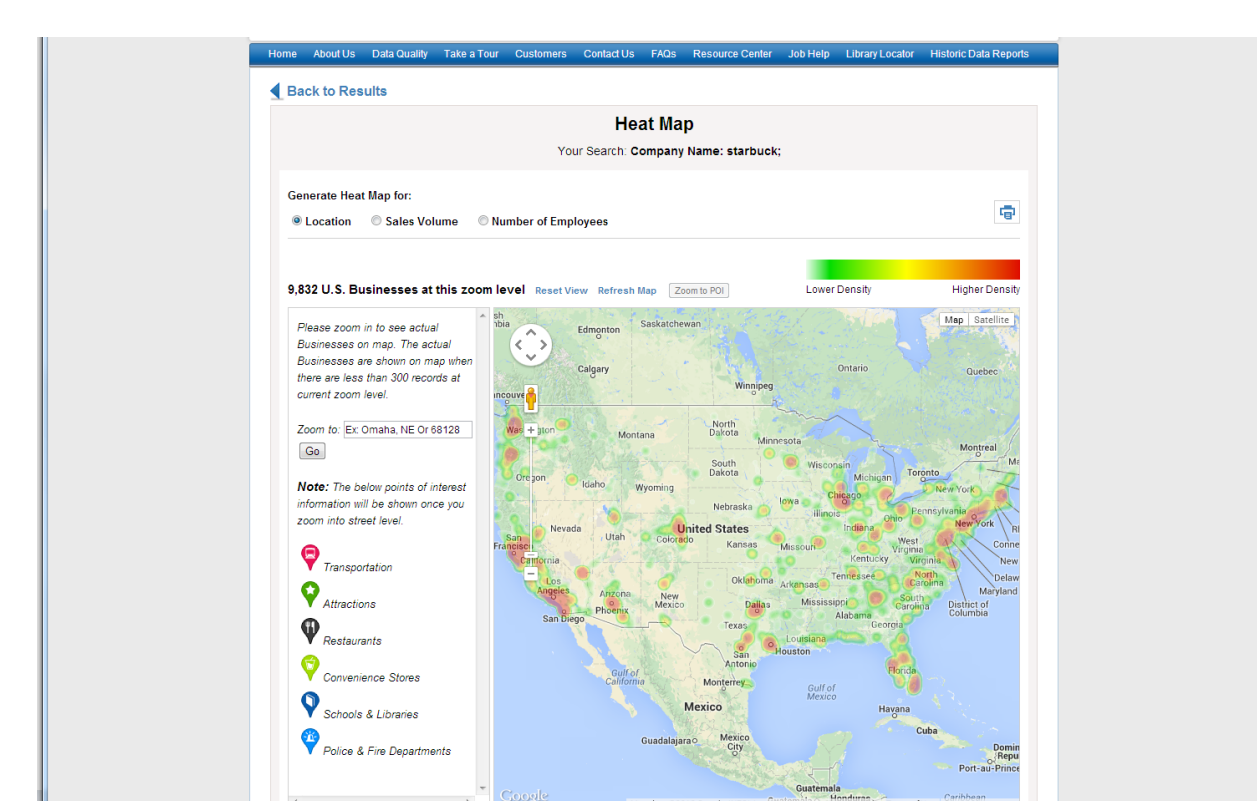 Home About Us Data Quality Take a Tour Customers Contact Us FAQs Resource Center Job Help Library Locator Historic Data Reports
Back to Results
Heat Map
Your Search: Company Name: starbuck;
Generate Heat Map for:
Location Sales Volume Number of Employees
9,832 U.S. Businesses at this zoom level Reset View Refresh Map Zoom to POI
Lower Density Higher Density
Please zoom in to see actual
Businesses on map. The actual
Businesses are shown on map when
there are less than 300 records at
current zoom level.
Zoom to: Ex: Omaha, NE Or 68128
Go
Note: The below points of interest
information will be shown once you
zoom into street level.
Transportation
Attractions
Restaurants
Convenience Stores
Schools & Libraries
Police & Fire Departments
Map Satellite
Edmonton
Saskatchewan
Calgary
Ontario
Quebec
Winnipeg
Montana
North
Dakota
Minnesota
Montreal
South
Dakota
Wisconsin
Michigan
Toronto
Oregon
Idaho
Wyoming
New York
Iowa
Chicago
Nebraska
Illinois
Ohio
Pennsylvania
New York
Nevada
Utah
United States
Colorado
Kansas
Missouri
Indiana
West
Virginia
Kentucky
Virginia
San
Francisco
California
Los
Angeles
Arizona
Phoenix
New
Mexico
Oklahoma
Arkansas
Tennessee
North
Carolina
Maryland
San Diego
Dallas
Mississippi
Alabama
South
Carolina
District of
Columbia
Texas
Georgia
Louisiana
San
Antonio
Houston
Florida
Gulf of
California
Monterrey
Gulf of
Mexico
Mexico
Havana
Cuba
Guadalajara
Mexico
City
Port-au-Prince
Guatemala
Honduras
Caribbean
Google